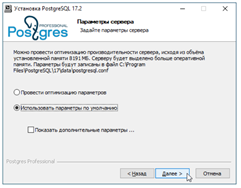 Установка PostgreSQL 17.2
Postgres
PROFESSIONAL
Параметры сервера
Задайте параметры сервера
Можно провести оптимизацию производительности сервера, исходя из объёма
установленной памяти 8191 МБ. Серверу будет выделено больше оперативной
памяти. Параметры будут записаны в файл C:\Program
Files\PostgreSQL\17\data\postgresql.conf
Провести оптимизацию параметров
Использовать параметры по умолчанию
Показать дополнительные параметры ...
Postgres Professional
< Назад
Далее >
Отмена